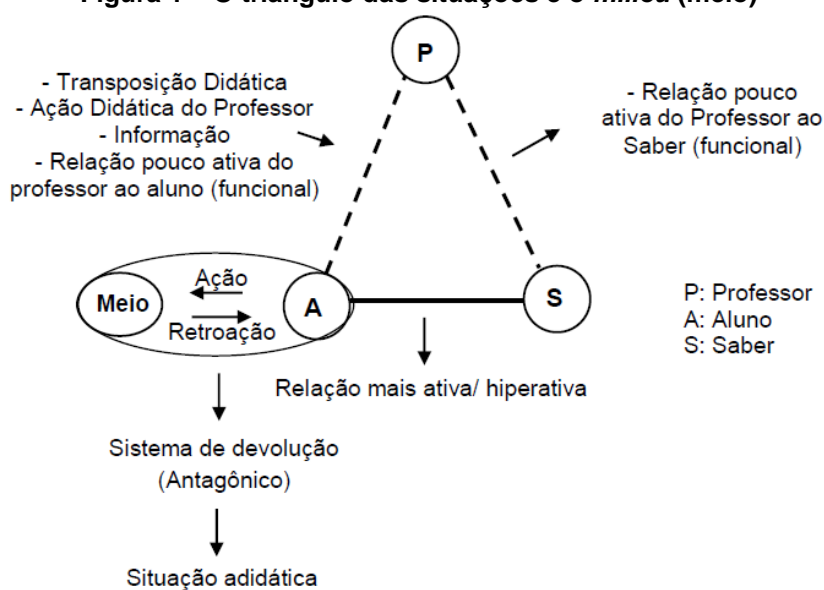 Figura 1 – O triângulo das situações e o milieu (meio)
P
- Transposição Didática
- Ação Didática do Professor
- Informação
- Relação pouco ativa do
professor ao aluno (funcional)
- Relação pouco
ativa do Professor ao
Saber (funcional)
Meio
Ação
Retroação
A
S
P: Professor
A: Aluno
S: Saber
Relação mais ativa/ hiperativa
Sistema de devolução
(Antagônico)
Situação adidática